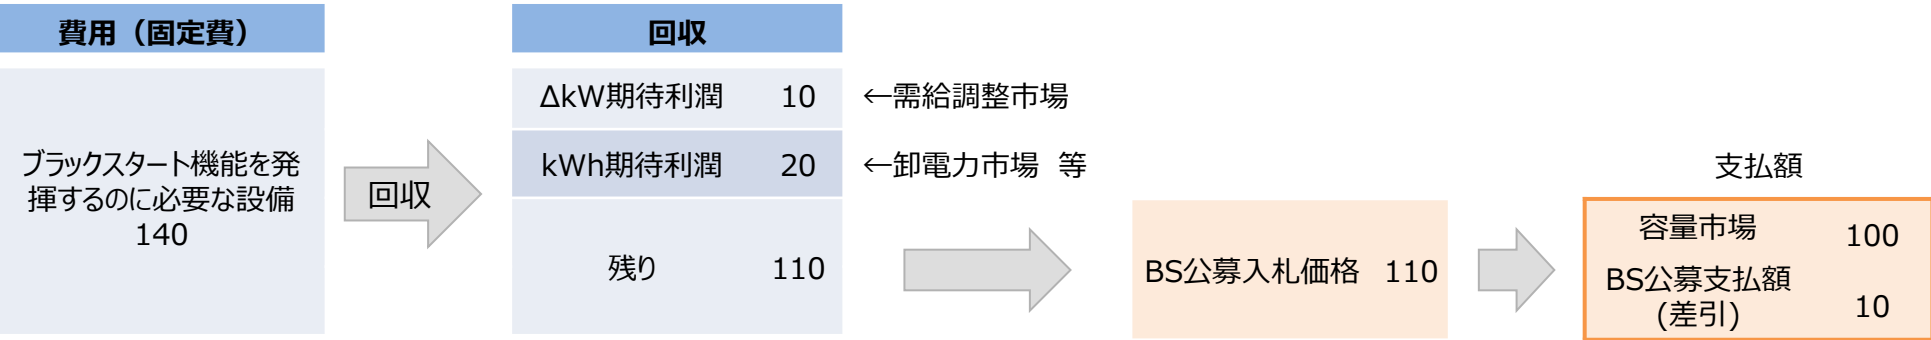 費用（固定費）
ブラックスタート機能を発
揮するのに必要な設備
140
回収
回収
ΔkW期待利潤 10 ←需給調整市場
kWh期待利潤 20 ←卸電力市場 等
残り 110
BS公募入札価格 110
支払額
容量市場 100
BS公募支払額
(差引) 10